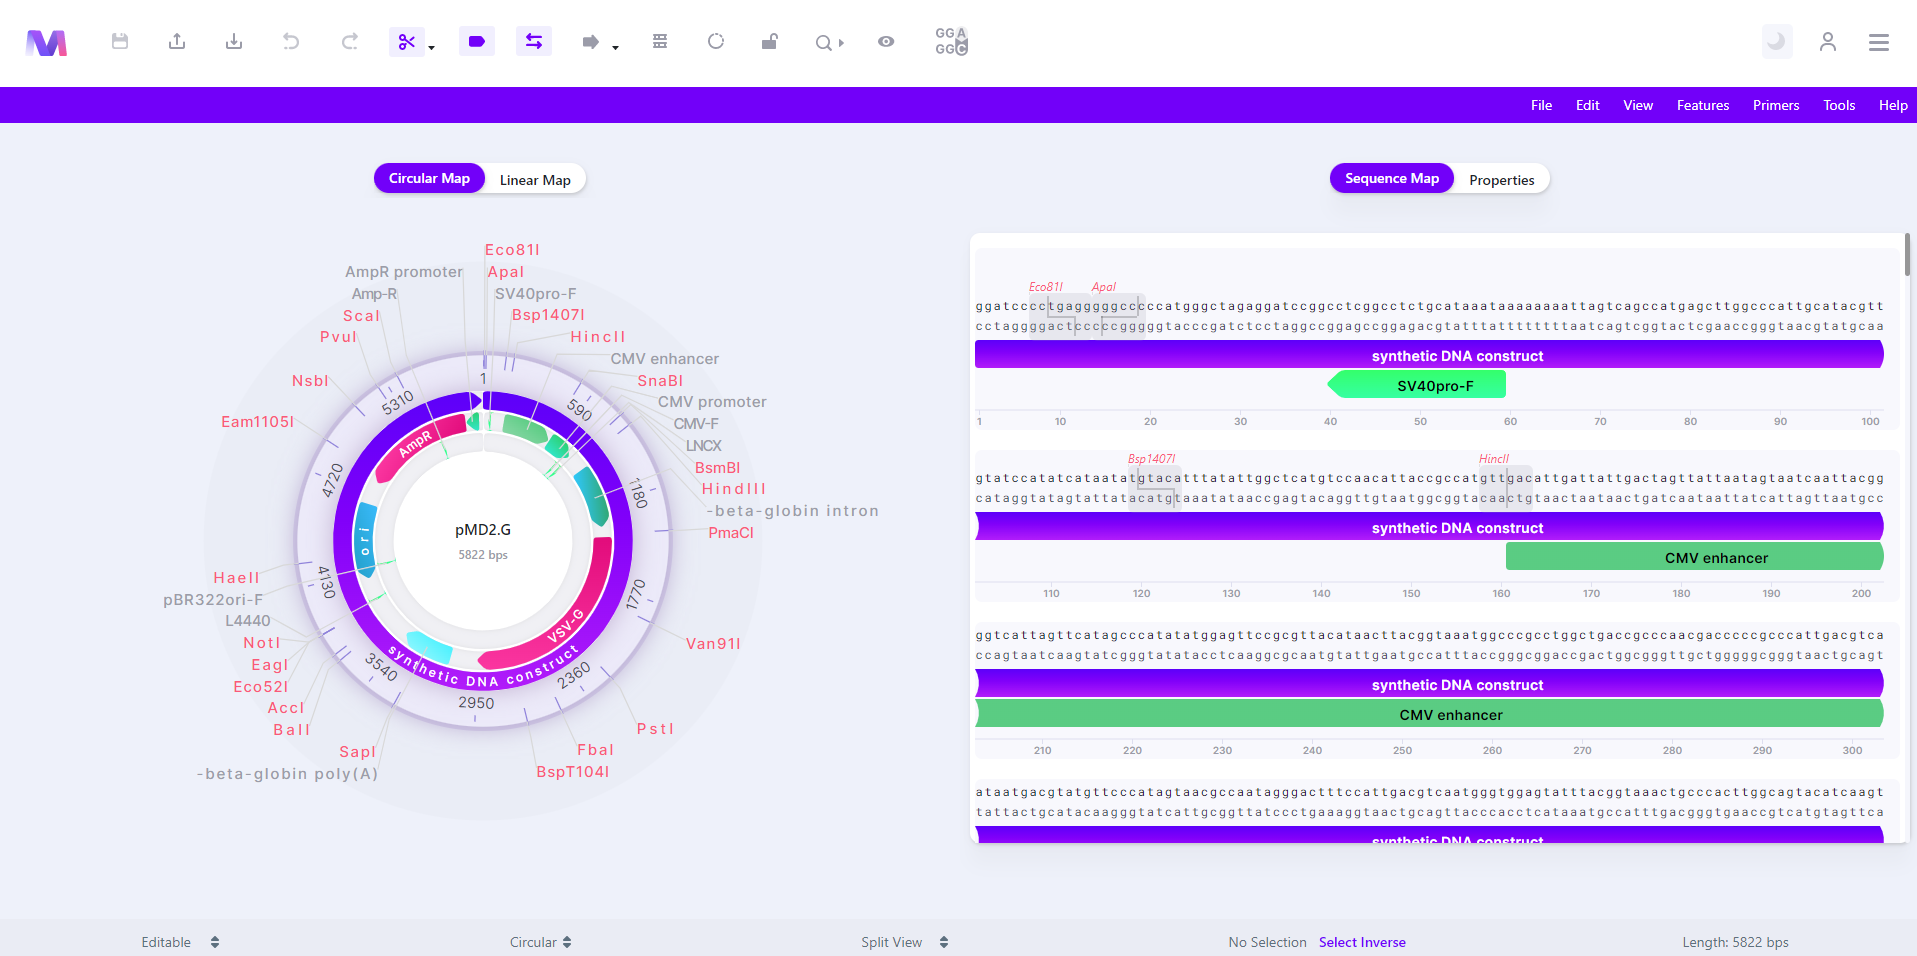 GGA
GGC
File Edit View Features Primers Tools Help
Circular Map Linear Map
Sequence Map Properties
Eco81I
AmpR promoter ApaI
Amp-R SV40pro-F
ScaI Bsp1407I
PvuI HincII
CMV enhancer
NsbI SnaBI
CMV promoter
Eam1105I CMV-F
LNCX
BsmBI
HindIII
-beta-globin intron
PmaCI
HaeII
pBR322ori-F
L4440
NotI Van91I
EagI
Eco52I
AccI
BalI PstI
SapI FbaI
-beta-globin poly(A) BspT104I
1
590
1180
1770
2360
2950
3540
4130
4720
5310
AmpR
ori
VSV-G
synthetic DNA construct
pMD2.G
5822 bps
Eco81I ApaI
ggatcccctgaggggggcccccatgggctagaggatccggcctcggcctctgcataaataaaaaaaattagtcagccatgagcttggcccattgcatacgtt
cctaggggactcccccgggggtacccgatctcctaggccggagccggagacgtatttatttttttttaatcagtcggtactcgaaccgggtaacgtatgcaa
synthetic DNA construct
SV40pro-F
1 10 20 30 40 50 60 70 80 90 100
Bsp1407I HincII
gtatccatatcataatatgtacatttatattggctcatgtccaacattaccgccatgttgacattgattattgactagttattaatagtaatcaattacgg
cataggtatagtattatacatgtaaatataaccgagtacaggttgtaatggcggtacaactgtaactaataactgatcaataattatcattagttaatgcc
synthetic DNA construct
CMV enhancer
110 120 130 140 150 160 170 180 190 200
ggtcattagttcatagcccatatatggagttccgcgttacataacttacggtaaatggcccgcctggctgaccgcccaacgacccccgcccattgacgtca
ccagtaatcaagtatcgggtatatacctcaaggcgcaatgtattgaatgccatttaccgggcggaccgactggcgggttgctgggggcgggtaactgcagt
synthetic DNA construct
CMV enhancer
210 220 230 240 250 260 270 280 290 300
ataatgacgtatgttcccatagtaacgccaatagggactttccattgacgtcaatgggtggagtatttacggtaaactgcccacttggcagtacatcaagt
tattactgcatacaagggtatcattgcggttatccctgaaaggtaactgcagttacccacctcataaatgccatttgacgggtgaaccgtcatgtagttca
synthetic DNA construct
Editable Circular Split View No Selection Select Inverse Length: 5822 bps